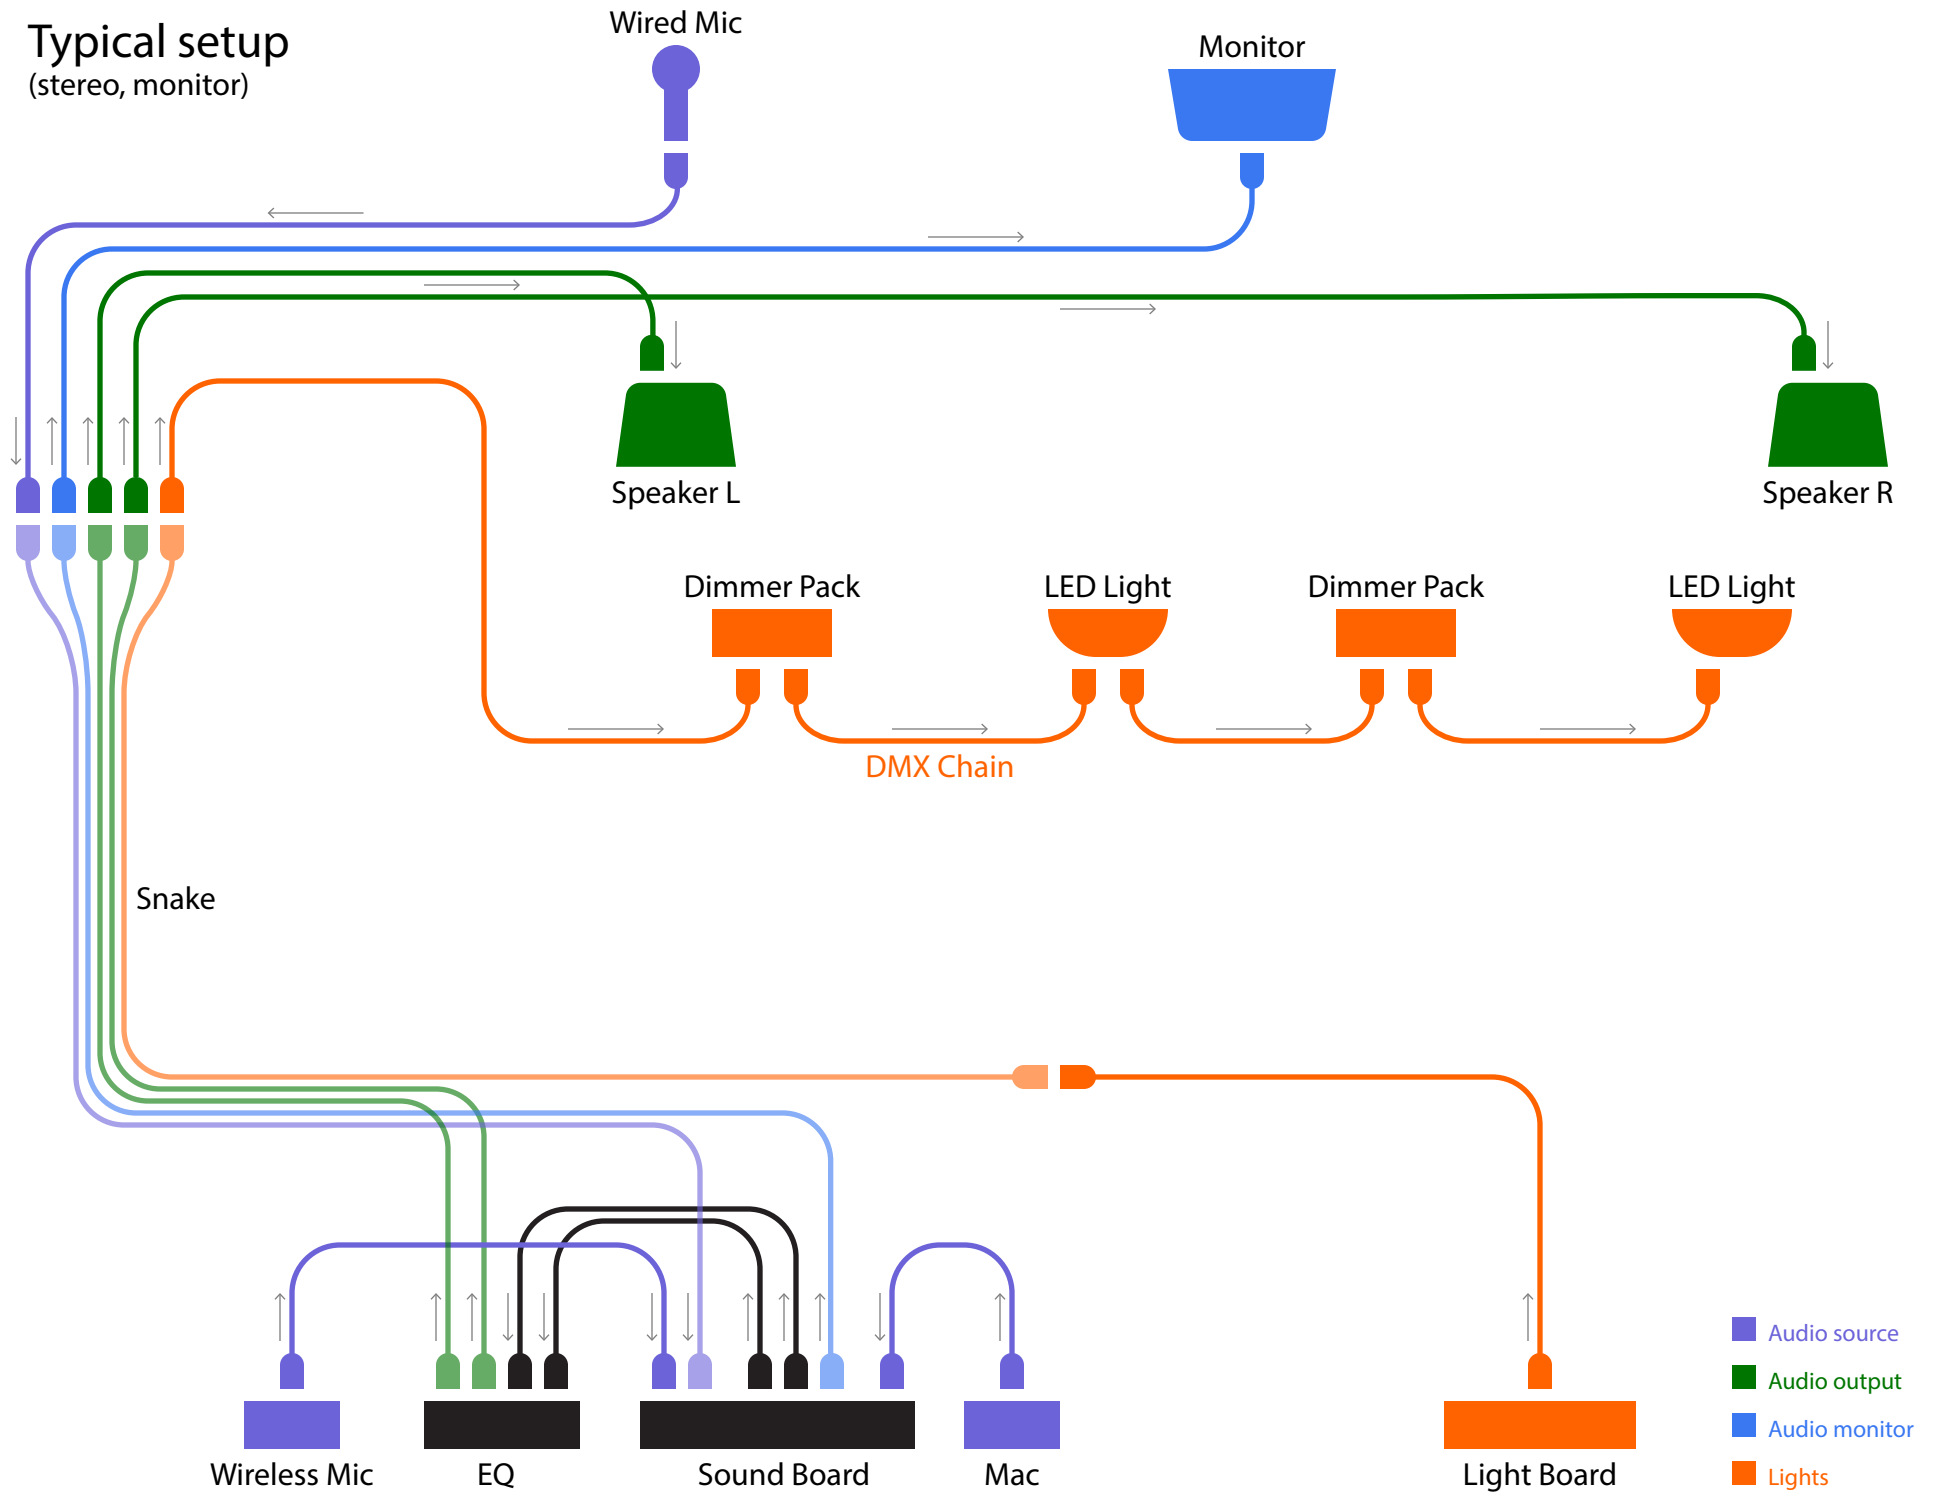 Typical setup
(stereo, monitor)
Wired Mic
Monitor
Speaker L
Speaker R
Dimmer Pack
LED Light
Dimmer Pack
LED Light
DMX Chain
Snake
Wireless Mic
EQ
Sound Board
Mac
Light Board
Audio source
Audio output
Audio monitor
Lights